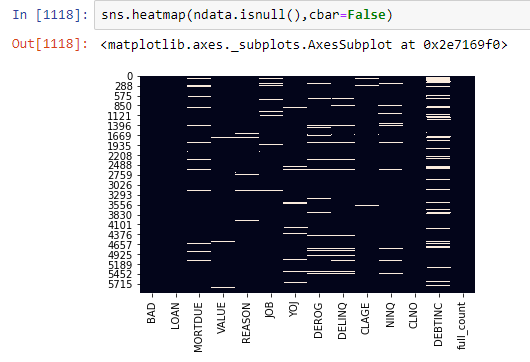 In [1118]: sns.heatmap(ndata.isnull(),cbar=False)
Out[1118]: <matplotlib.axes._subplots.AxesSubplot at 0x2e7169f0>
0
288
575
850
1121
1396
1669
1935
2208
2488
2759
3026
3293
3556
3830
4101
4376
4657
4925
5189
5452
5715
BAD
LOAN
MORTDUE
VALUE
REASON
JOB
YOJ
DEROG
DELINQ
CLAGE
NINQ
CLNO
DEBTINC
full_count